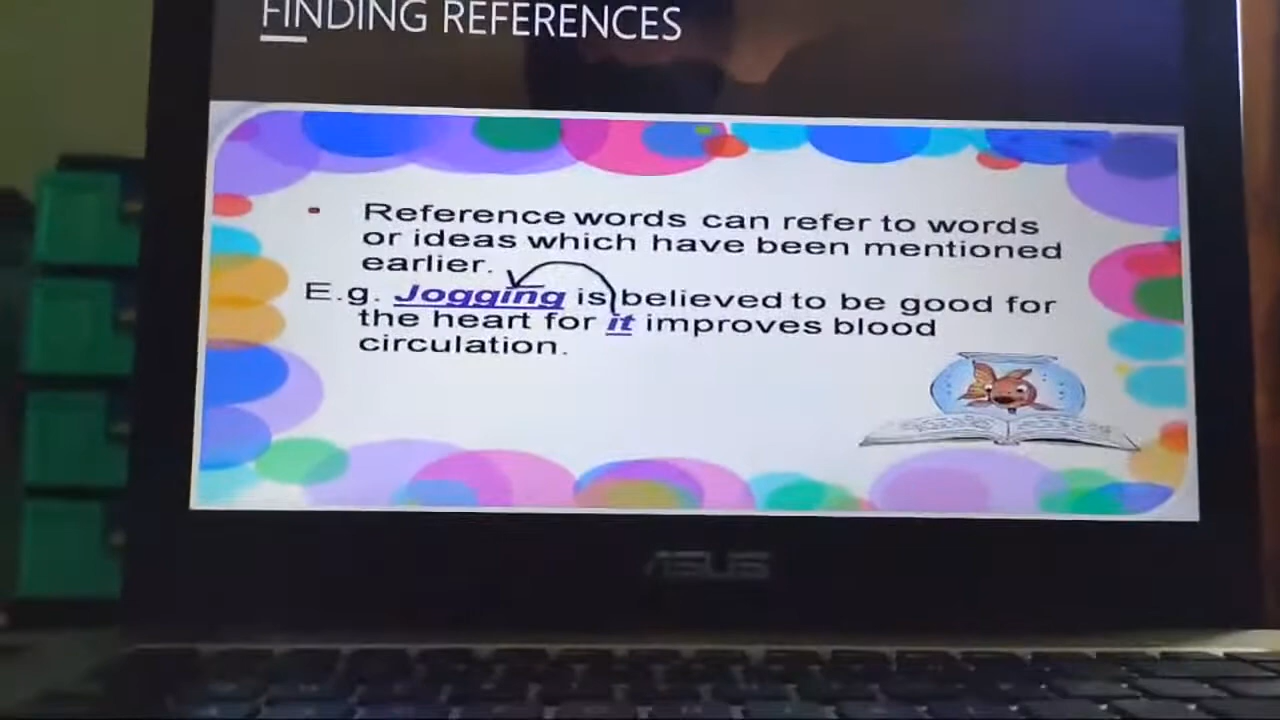 FINDING REFERENCES
Reference words can refer to words
or ideas which have been mentioned
earlier.
E.g. Jogging is believed to be good for
the heart for it improves blood
circulation.
ASUS